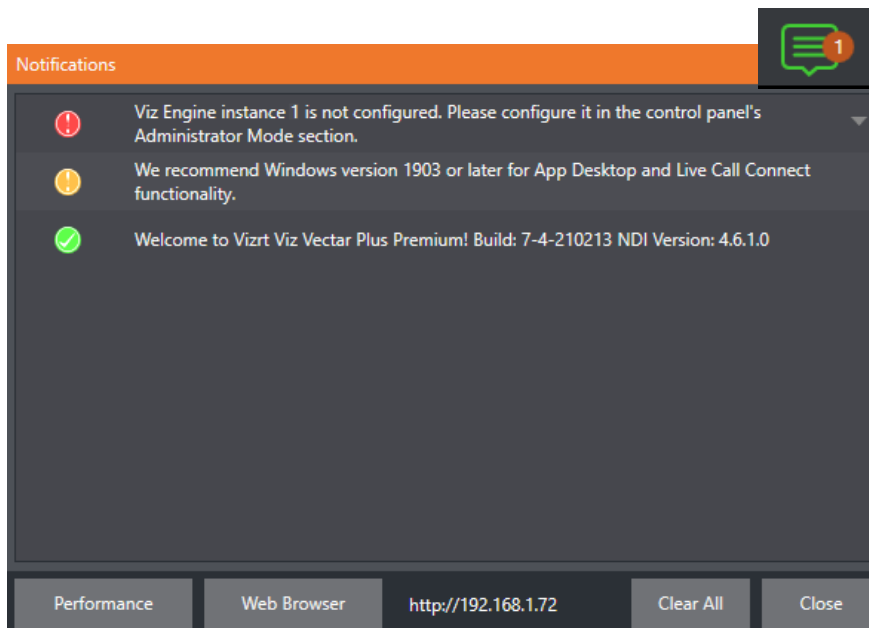 1
Notifications
Viz Engine instance 1 is not configured. Please configure it in the control panel's
Administrator Mode section.
We recommend Windows version 1903 or later for App Desktop and Live Call Connect
functionality.
Welcome to Vizrt Viz Vectar Plus Premium! Build: 7-4-210213 NDI Version: 4.6.1.0
Performance
Web Browser
http://192.168.1.72
Clear All
Close